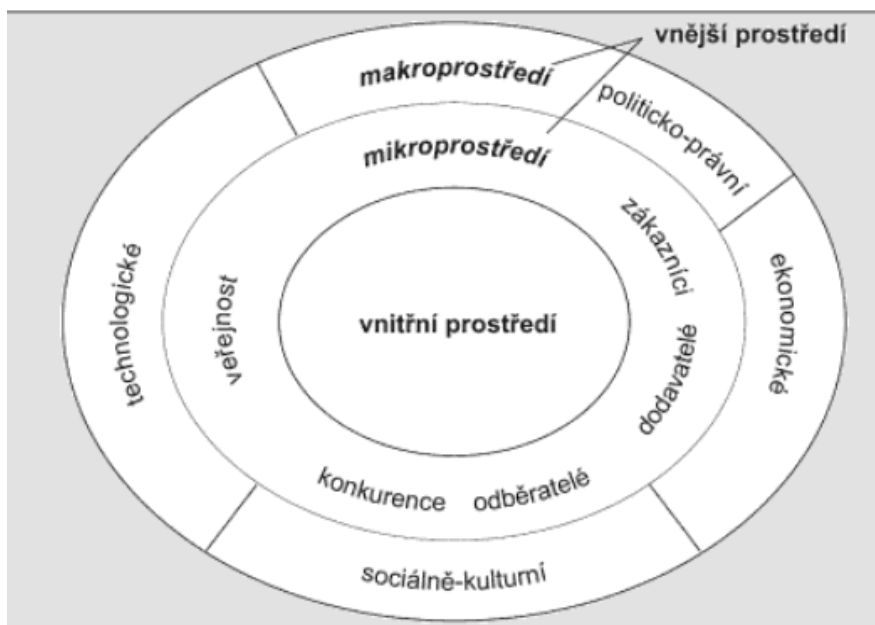 vnější prostředí
makroprostředí
politicko-právní
mikroprostředí
zákazníci
technologické
veřejnost
vnitřní prostředí
ekonomické
dodavatelé
konkurence
odběratelé
sociálně-kulturní